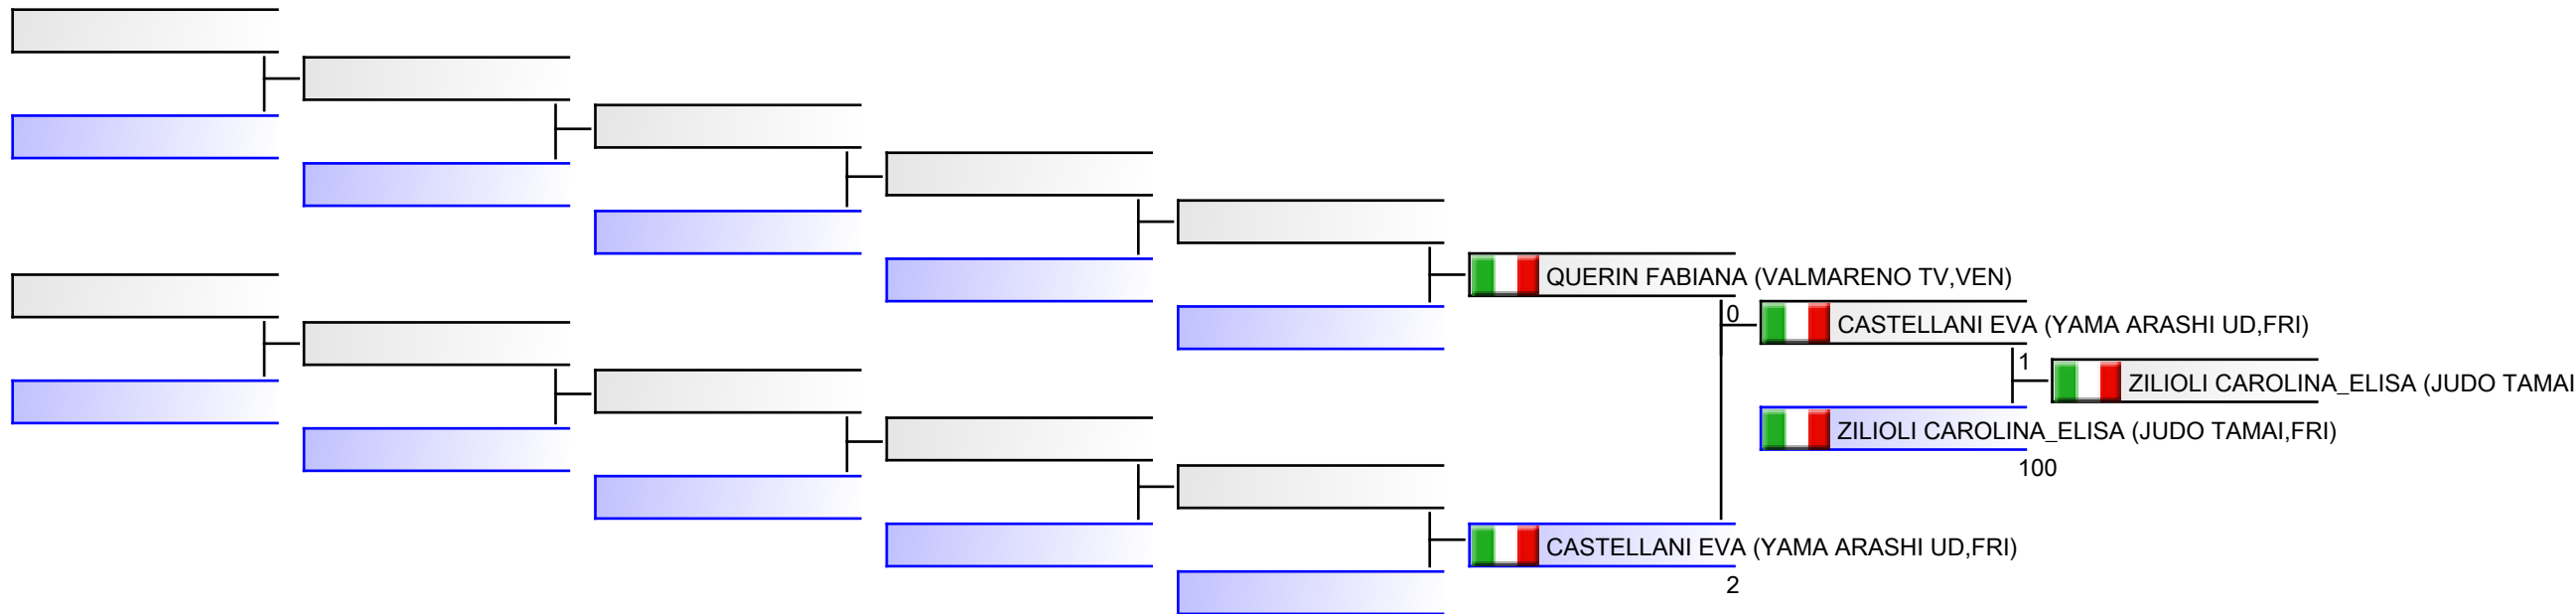 QUERIN FABIANA (VALMARENO TV,VEN)
0
CASTELLANI EVA (YAMA ARASHI UD,FRI)
1
ZILIOLI CAROLINA_ELISA (JUDO TAMAI
ZILIOLI CAROLINA_ELISA (JUDO TAMAI,FRI)
100
CASTELLANI EVA (YAMA ARASHI UD,FRI)
2